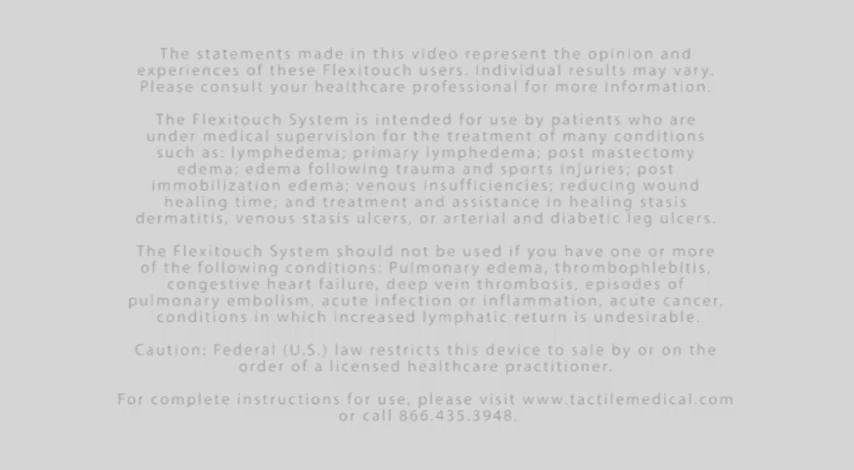 The statements made in this video represent the opinion and
experiences of these Flexitouch users. Individual results may vary.
Please consult your healthcare professional for more information.
The Flexitouch System is intended for use by patients who are
under medical supervision for the treatment of many conditions
such as: lymphedema; primary lymphedema; post mastectomy
edema; edema following trauma and sports injuries; post
immobilization edema; venous insufficiencies; reducing wound
healing time; and treatment and assistance in healing stasis
dermatitis, venous stasis ulcers, or arterial and diabetic leg ulcers.
The Flexitouch System should not be used if you have one or more
of the following conditions: Pulmonary edema, thrombophlebitis,
congestive heart failure, deep vein thrombosis, episodes of
pulmonary embolism, acute infection or inflammation, acute cancer,
conditions in which increased lymphatic return is undesirable.
Caution: Federal (U.S.) law restricts this device to sale by or on the
order of a licensed healthcare practitioner.
For complete instructions for use, please visit www.tactilemedical.com
or call 866.435.3948.